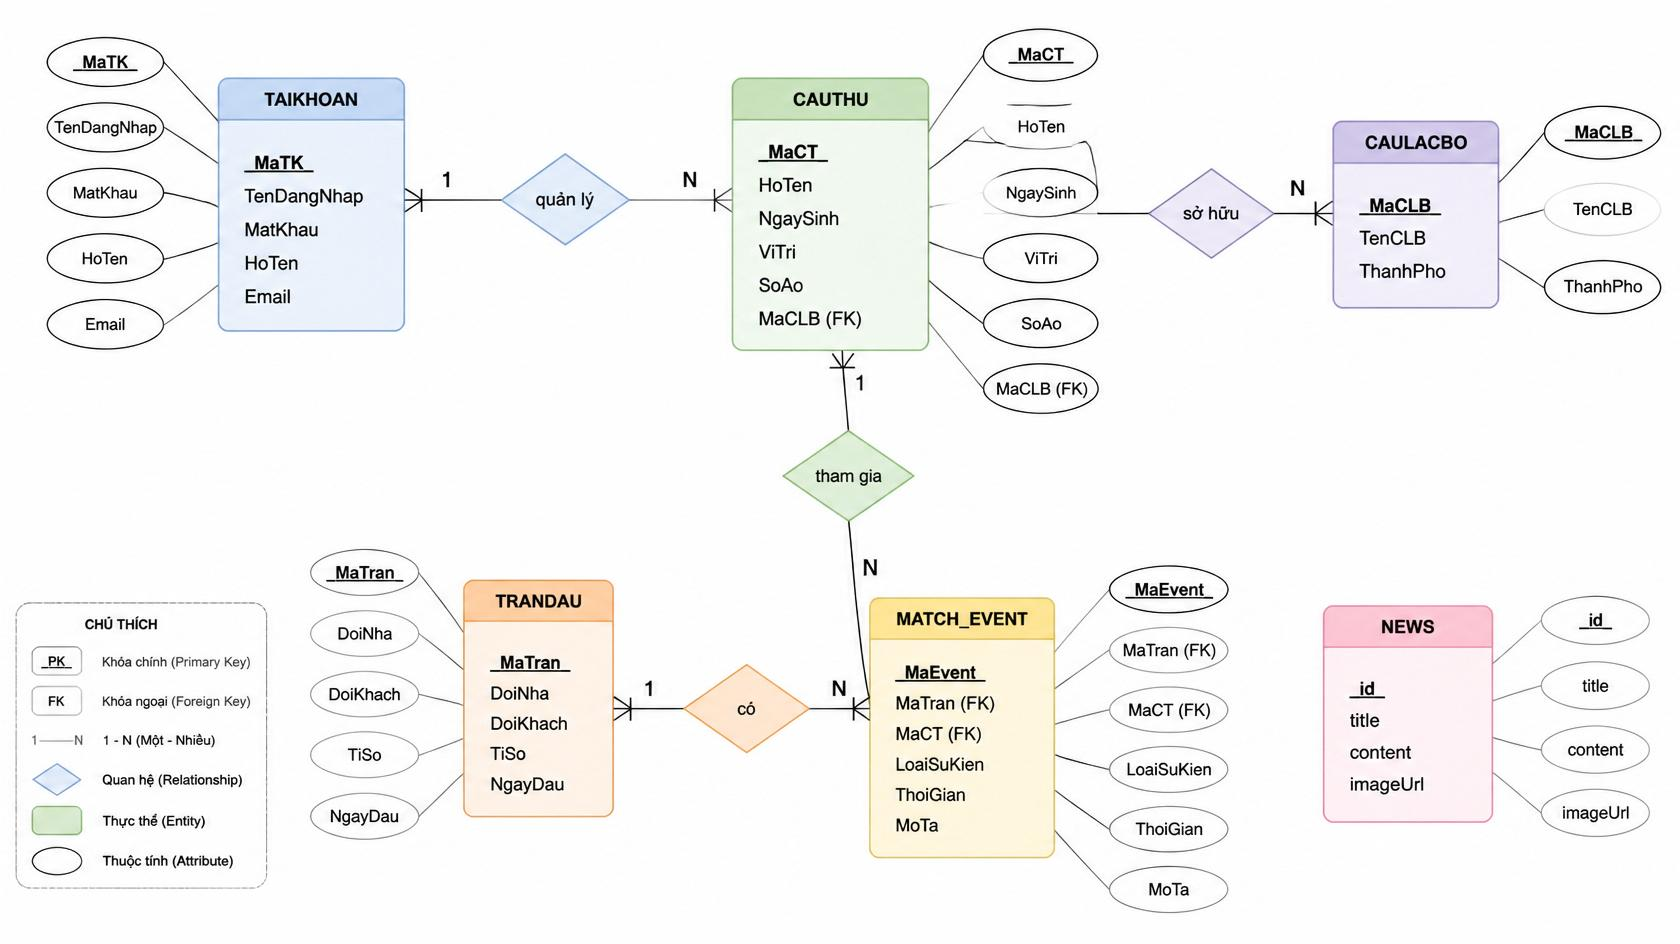 MaTK
TenDangNhap
MatKhau
HoTen
Email
TAIKHOAN
MaTK
TenDangNhap
MatKhau
HoTen
Email
1
quản lý
N
CAUTHU
MaCT
HoTen
NgaySinh
ViTri
SoAo
MaCLB (FK)
MaCT
HoTen
NgaySinh
ViTri
SoAo
MaCLB (FK)
sở hữu
N
CAULACBO
MaCLB
TenCLB
ThanhPho
MaCLB
TenCLB
ThanhPho
1
tham gia
N
CHỦ THÍCH
PK Khóa chính (Primary Key)
FK Khóa ngoại (Foreign Key)
1 N 1 - N (Một - Nhiều)
Quan hệ (Relationship)
Thực thể (Entity)
Thuộc tính (Attribute)
MaTran
DoiNha
DoiKhach
TiSo
NgayDau
TRANDAU
MaTran
DoiNha
DoiKhach
TiSo
NgayDau
1
có
N
MATCH_EVENT
MaEvent
MaTran (FK)
MaCT (FK)
LoaiSuKien
ThoiGian
MoTa
MaEvent
MaTran (FK)
MaCT (FK)
LoaiSuKien
ThoiGian
MoTa
NEWS
id
title
content
imageUrl
id
title
content
imageUrl